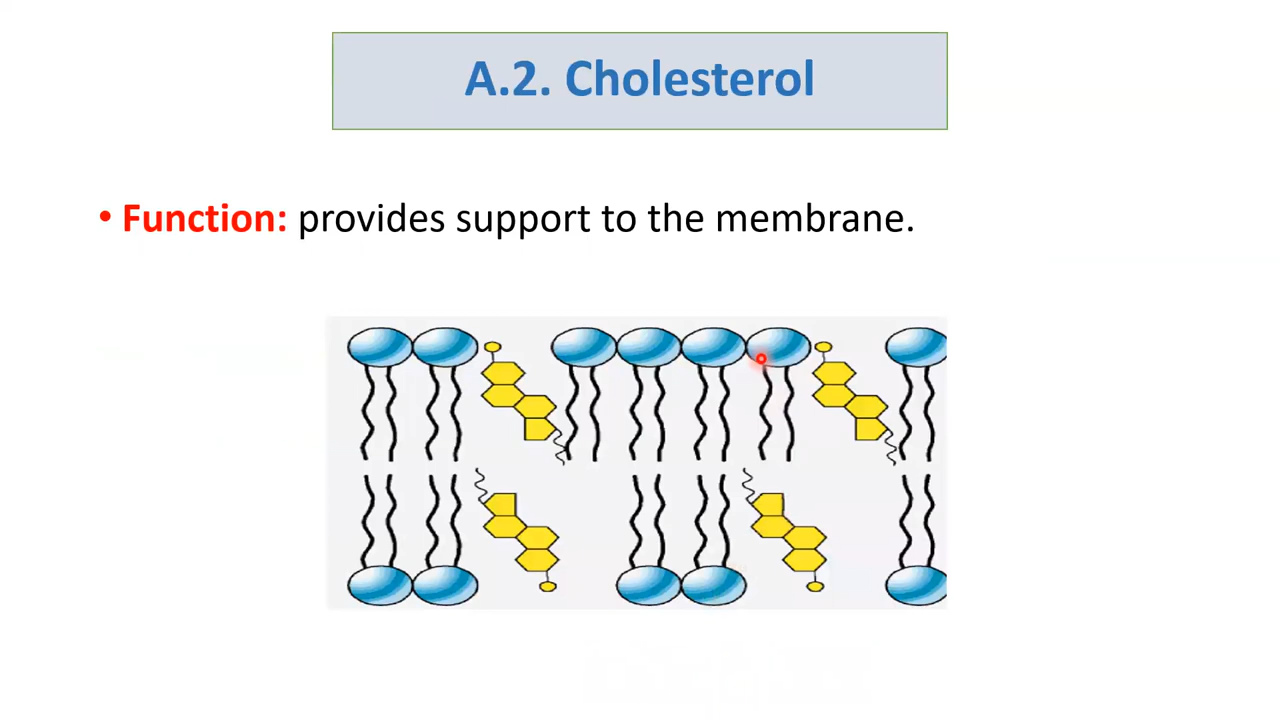 A.2. Cholesterol
• Function: provides support to the membrane.